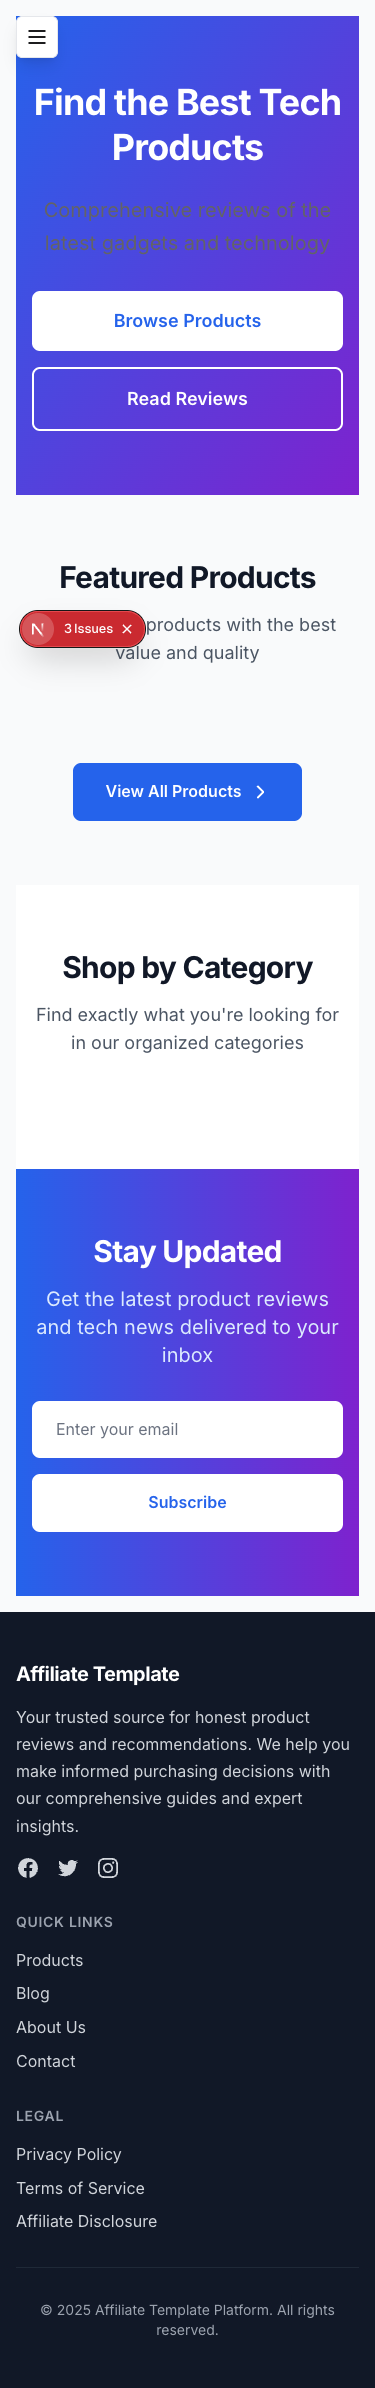 Find the Best Tech
Products
Comprehensive reviews of the
latest gadgets and technology
Browse Products
Read Reviews
Featured Products
products with the best
value and quality
N 3 Issues
View All Products
Shop by Category
Find exactly what you're looking for
in our organized categories
Stay Updated
Get the latest product reviews
and tech news delivered to your
inbox
Enter your email
Subscribe
Affiliate Template
Your trusted source for honest product
reviews and recommendations. We help you
make informed purchasing decisions with
our comprehensive guides and expert
insights.
QUICK LINKS
Products
Blog
About Us
Contact
LEGAL
Privacy Policy
Terms of Service
Affiliate Disclosure
© 2025 Affiliate Template Platform. All rights
reserved.